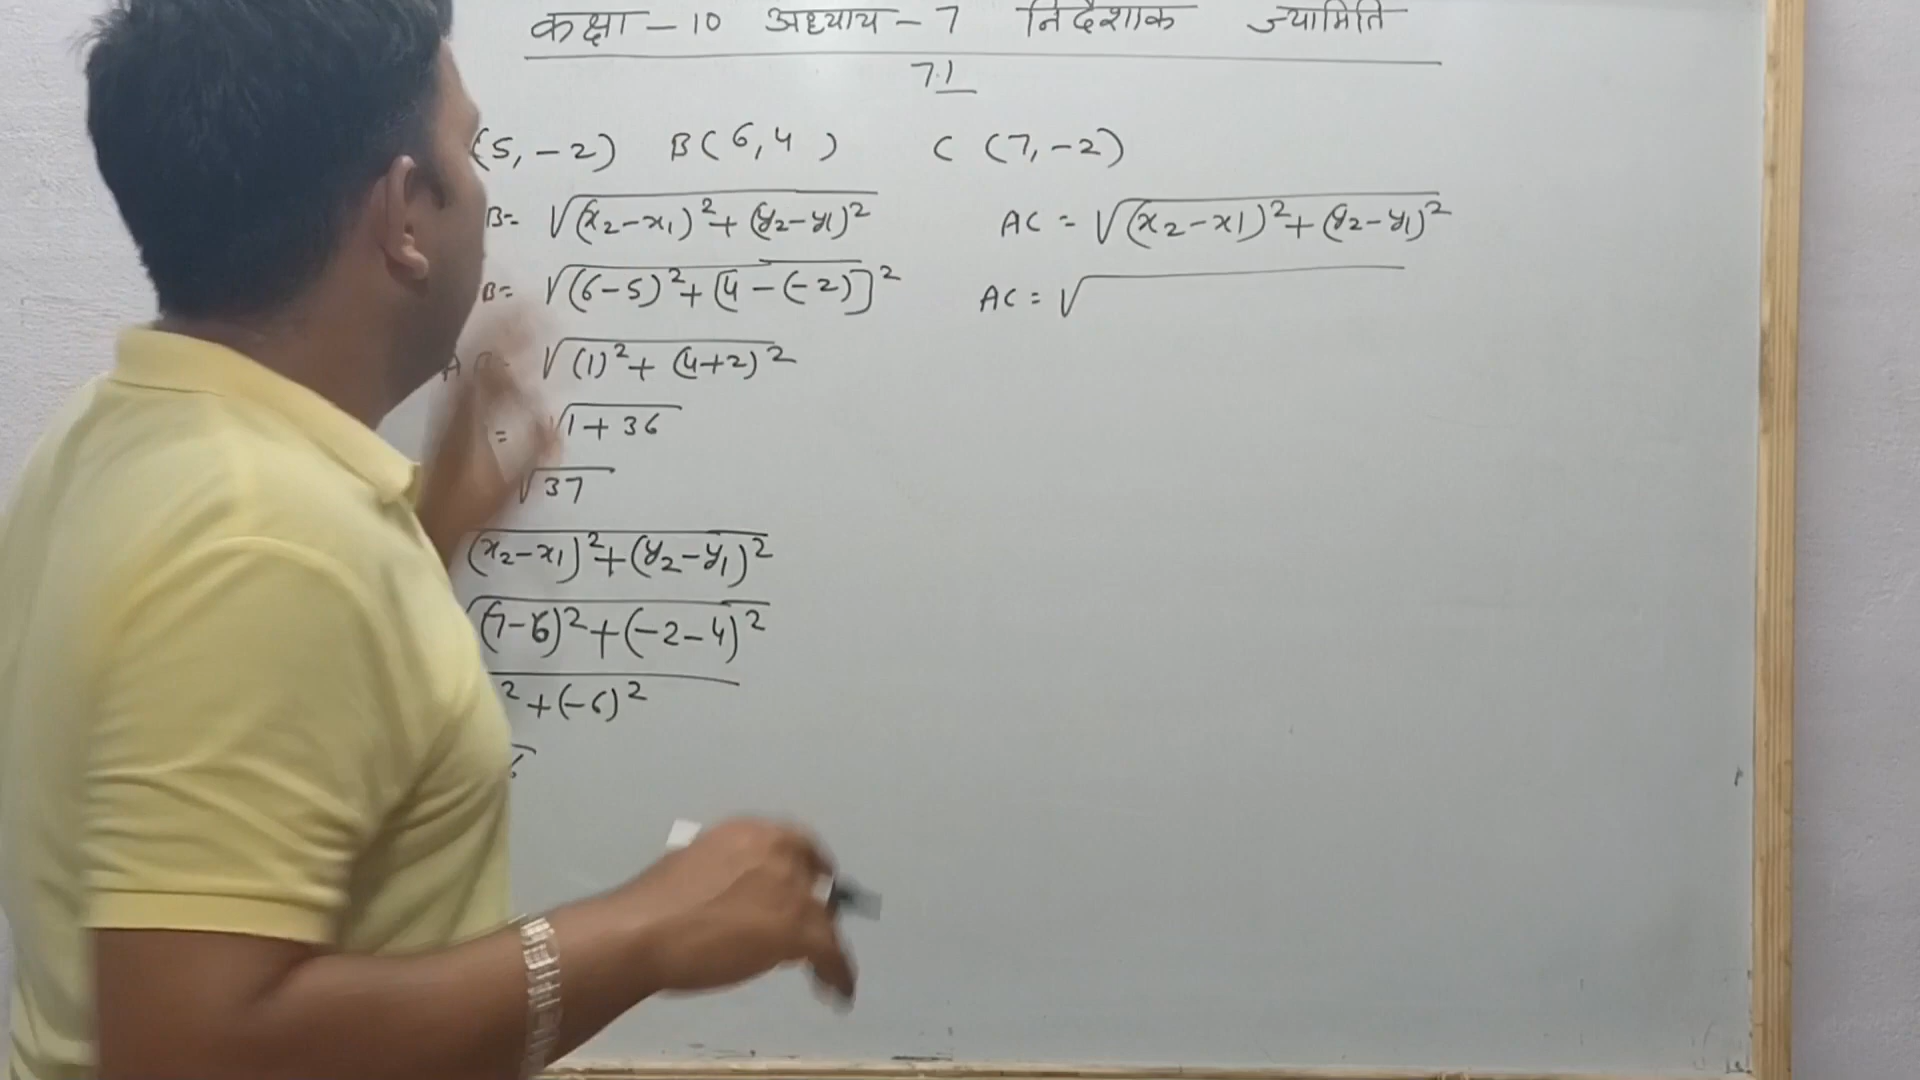 कक्षा - 10 अध्याय - 7 निर्देशांक ज्यामिति
7.1
(5, -2) B(6,4) C (7, -2)
B= √(x₂-x₁)²+(y₂-y₁)² AC = √(x₂-x1)²+(y₂-y₁)²
B= √(6-5)²+[4-(-2)]² AC = √
A = √(1)²+(4+2)²
= √1+36
√37
(x₂-x₁)²+(y₂-y₁)²
√(7-6)²+(-2-4)²
²+(-6)²
6